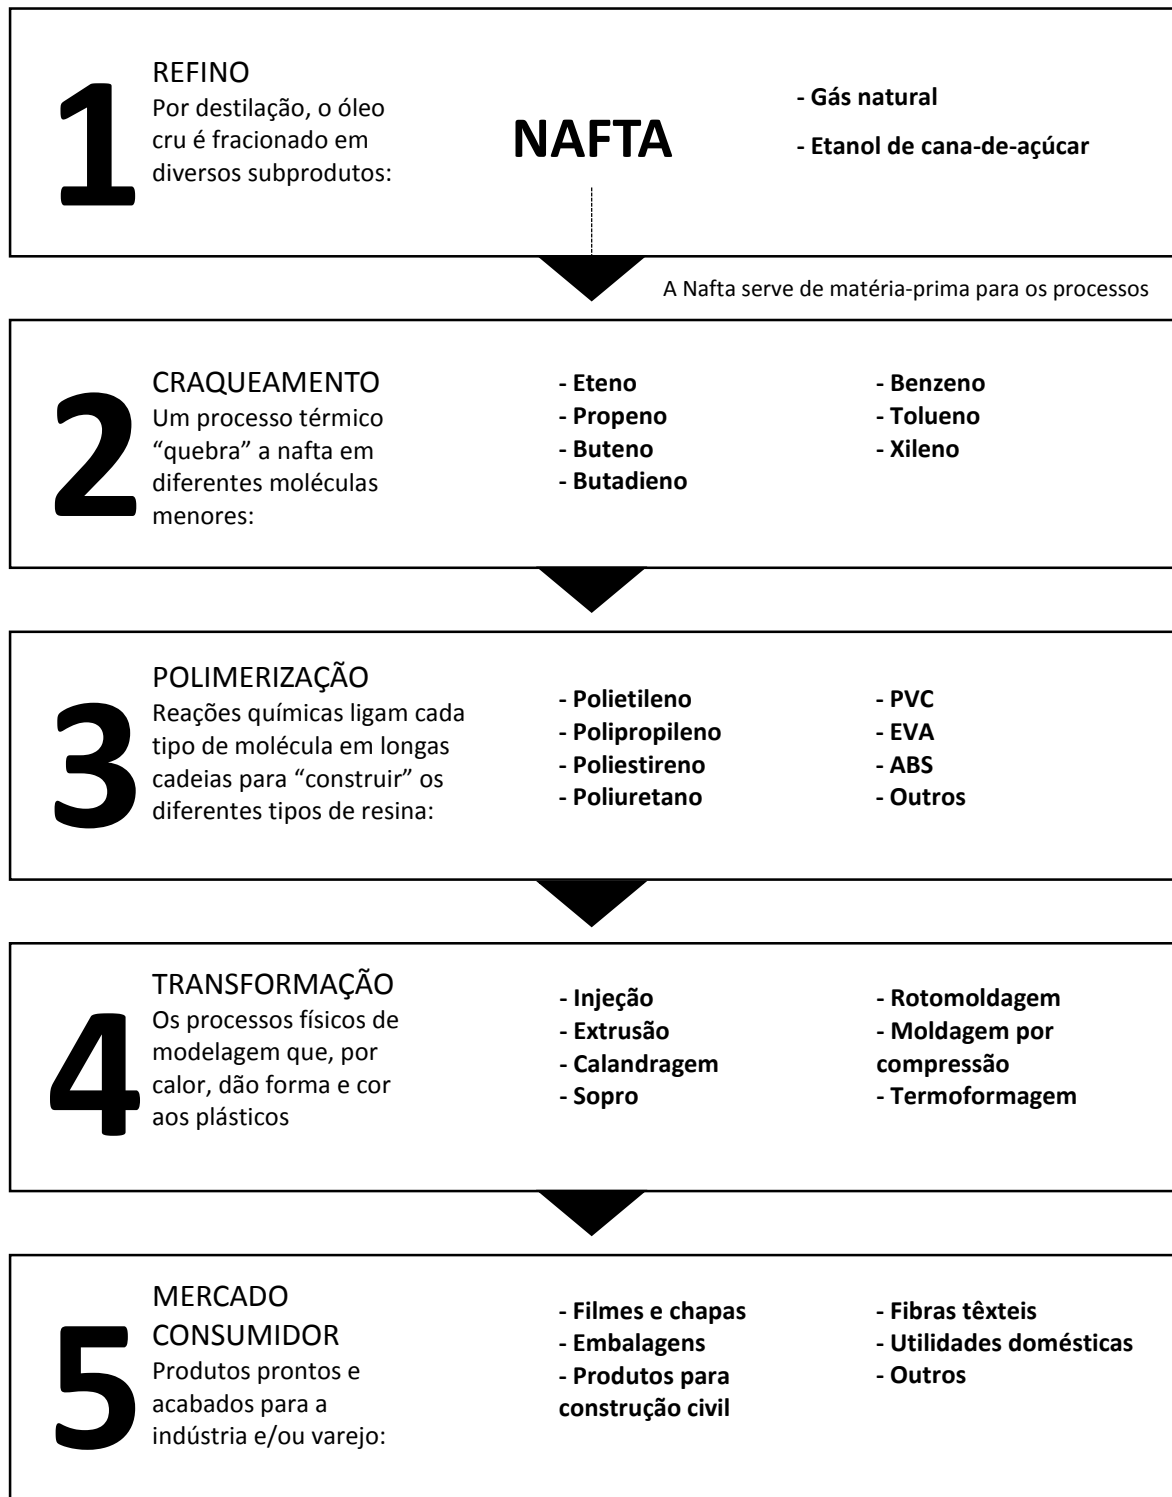 1
REFINO
Por destilação, o óleo
cru é fracionado em
diversos subprodutos:
NAFTA
- Gás natural
- Etanol de cana-de-açúcar
A Nafta serve de matéria-prima para os processos
2
CRAQUEAMENTO
Um processo térmico
“quebra” a nafta em
diferentes moléculas
menores:
- Eteno
- Propeno
- Buteno
- Butadieno
- Benzeno
- Tolueno
- Xileno
3
POLIMERIZAÇÃO
Reações químicas ligam cada
tipo de molécula em longas
cadeias para “construir” os
diferentes tipos de resina:
- Polietileno
- Polipropileno
- Poliestireno
- Poliuretano
- PVC
- EVA
- ABS
- Outros
4
TRANSFORMAÇÃO
Os processos físicos de
modelagem que, por
calor, dão forma e cor
aos plásticos
- Injeção
- Extrusão
- Calandragem
- Sopro
- Rotomoldagem
- Moldagem por
compressão
- Termoformagem
5
MERCADO
CONSUMIDOR
Produtos prontos e
acabados para a
indústria e/ou varejo:
- Filmes e chapas
- Embalagens
- Produtos para
construção civil
- Fibras têxteis
- Utilidades domésticas
- Outros